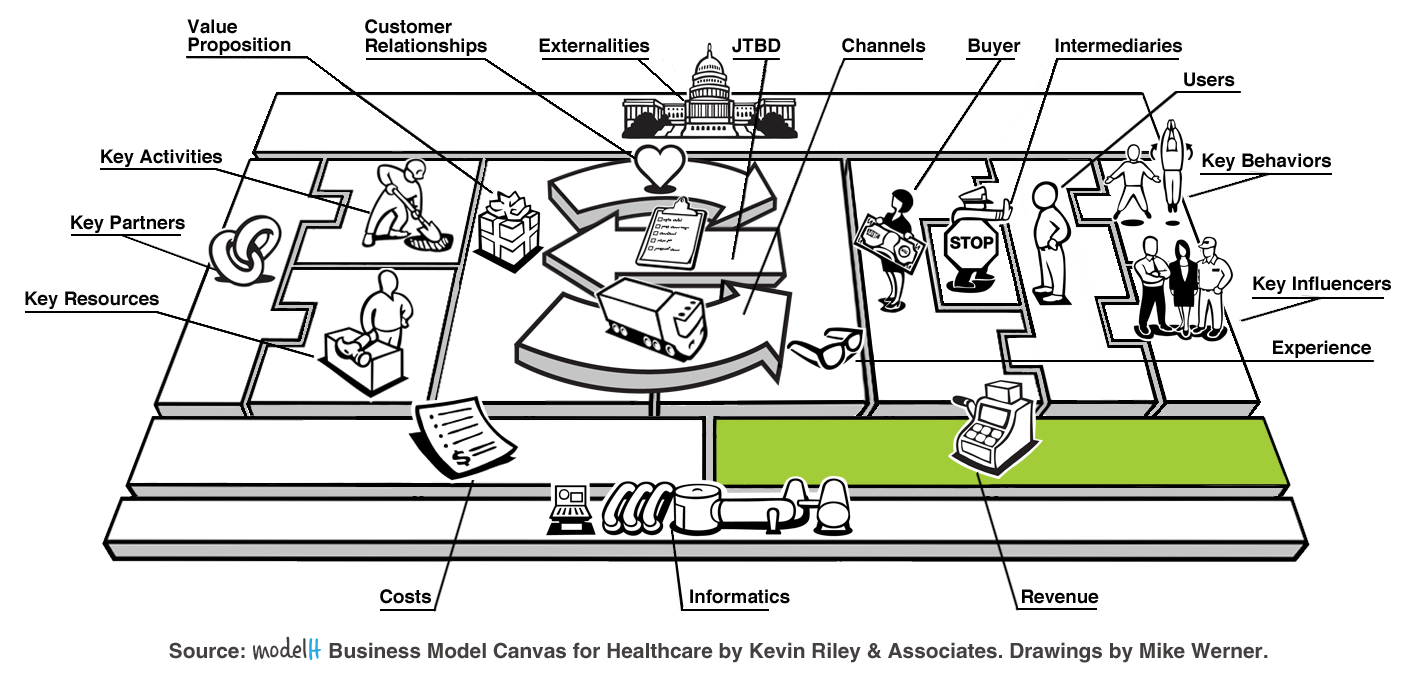 Value
Proposition
Customer
Relationships
Externalities
JTBD
Channels
Buyer
Intermediaries
Users
Key Activities
Key Behaviors
Key Partners
STOP
Key Resources
Key Influencers
Experience
$
Costs
Informatics
Revenue
Source: modelH Business Model Canvas for Healthcare by Kevin Riley & Associates. Drawings by Mike Werner.